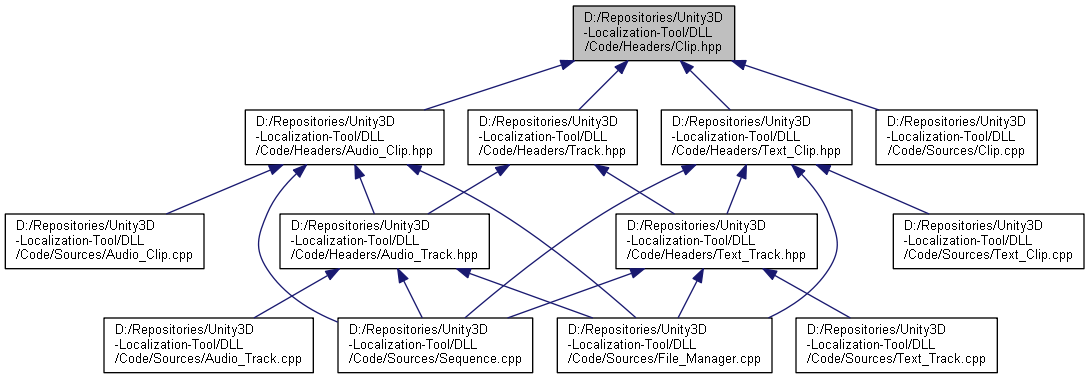 D:/Repositories/Unity3D
-Localization-Tool/DLL
/Code/Headers/Clip.hpp
D:/Repositories/Unity3D
-Localization-Tool/DLL
/Code/Headers/Audio_Clip.hpp
D:/Repositories/Unity3D
-Localization-Tool/DLL
/Code/Headers/Track.hpp
D:/Repositories/Unity3D
-Localization-Tool/DLL
/Code/Headers/Text_Clip.hpp
D:/Repositories/Unity3D
-Localization-Tool/DLL
/Code/Sources/Clip.cpp
D:/Repositories/Unity3D
-Localization-Tool/DLL
/Code/Sources/Audio_Clip.cpp
D:/Repositories/Unity3D
-Localization-Tool/DLL
/Code/Headers/Audio_Track.hpp
D:/Repositories/Unity3D
-Localization-Tool/DLL
/Code/Headers/Text_Track.hpp
D:/Repositories/Unity3D
-Localization-Tool/DLL
/Code/Sources/Text_Clip.cpp
D:/Repositories/Unity3D
-Localization-Tool/DLL
/Code/Sources/Audio_Track.cpp
D:/Repositories/Unity3D
-Localization-Tool/DLL
/Code/Sources/Sequence.cpp
D:/Repositories/Unity3D
-Localization-Tool/DLL
/Code/Sources/File_Manager.cpp
D:/Repositories/Unity3D
-Localization-Tool/DLL
/Code/Sources/Text_Track.cpp